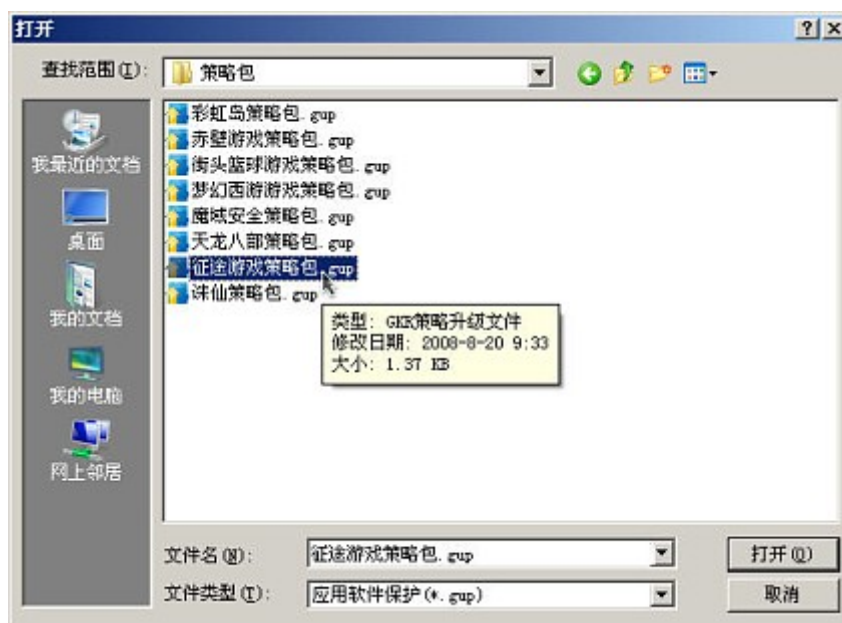 打开
查找范围(I): 策略包
我最近的文档
桌面
我的文档
我的电脑
网上邻居
彩虹岛策略包.gup
赤壁游戏策略包.gup
街头篮球游戏策略包.gup
梦幻西游游戏策略包.gup
魔域安全策略包.gup
天龙八部策略包.gup
征途游戏策略包.gup
诛仙策略包.gup
类型: GKR策略升级文件
修改日期: 2008-8-20 9:33
大小: 1.37 KB
文件名(N): 征途游戏策略包.gup 打开(O)
文件类型(T): 应用软件保护(*.gup) 取消